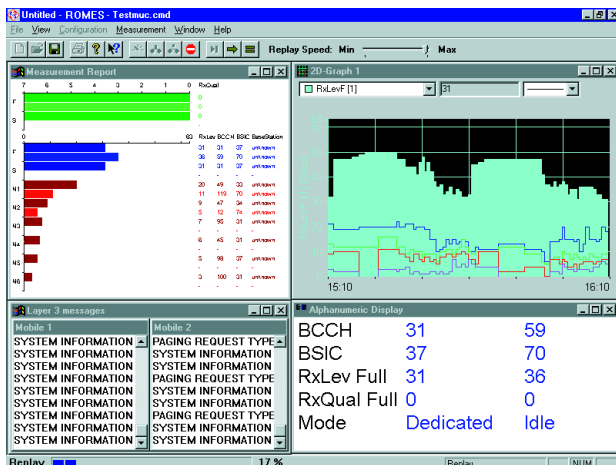 Untitled - ROMES - Testmuc.cmd
File View Configuration Measurement Window Help
Replay Speed: Min Max
Measurement Report
7 6 5 4 3 2 1 0 RxQual
F 0
0
S 0
-
0 63 RxLev BCCH BSIC BaseStation
F 31 31 37 unknown
36 59 70 unknown
S 31 31 37 unknown
- - - -
N1 20 49 33 unknown
11 119 70 unknown
N2 9 47 34 unknown
5 12 74 unknown
N3 7 95 31 unknown
- - - -
N4 6 45 31 unknown
- - - -
N5 5 98 37 unknown
- - - -
N6 3 100 31 unknown
2D-Graph 1
RxLevF [1] 31
15:10 16:10
Layer 3 messages
Mobile 1
SYSTEM INFORMATION
SYSTEM INFORMATION
SYSTEM INFORMATION
SYSTEM INFORMATION
SYSTEM INFORMATION
SYSTEM INFORMATION
SYSTEM INFORMATION
SYSTEM INFORMATION
SYSTEM INFORMATION
Mobile 2
PAGING REQUEST TYPE
SYSTEM INFORMATION
SYSTEM INFORMATION
PAGING REQUEST TYPE
SYSTEM INFORMATION
SYSTEM INFORMATION
PAGING REQUEST TYPE
SYSTEM INFORMATION
SYSTEM INFORMATION
Alphanumeric Display
BCCH 31 59
BSIC 37 70
RxLev Full 31 36
RxQual Full 0 0
Mode Dedicated Idle
Replay 17 % Replay NUM